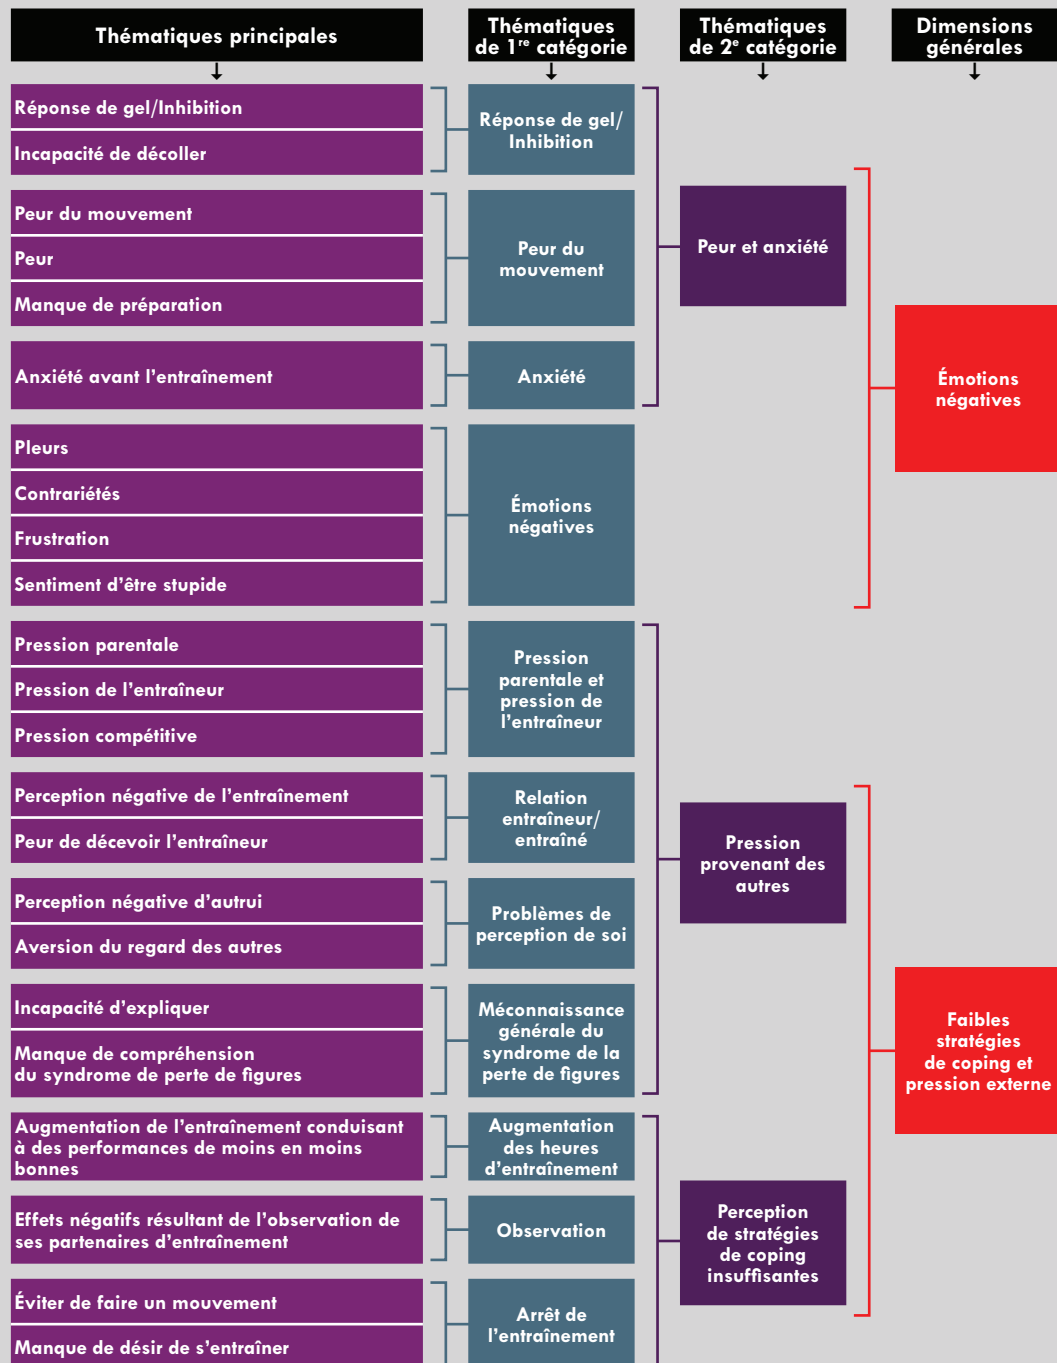 Thématiques principales
Thématiques
de 1re catégorie
Thématiques
de 2e catégorie
Dimensions
générales
Réponse de gel/Inhibition
Incapacité de décoller
Réponse de gel/
Inhibition
Peur du mouvement
Peur
Manque de préparation
Peur du
mouvement
Peur et anxiété
Anxiété avant l'entraînement
Anxiété
Émotions
négatives
Pleurs
Contrariétés
Frustration
Sentiment d'être stupide
Émotions
négatives
Pression parentale
Pression de l'entraîneur
Pression compétitive
Pression
parentale et
pression de
l'entraîneur
Perception négative de l'entraînement
Peur de décevoir l'entraîneur
Relation
entraîneur/
entraîné
Pression
provenant des
autres
Perception négative d'autrui
Aversion du regard des autres
Problèmes de
perception de soi
Incapacité d'expliquer
Manque de compréhension
du syndrome de perte de figures
Méconnaissance
générale du
syndrome de la
perte de figures
Faibles
stratégies
de coping et
pression externe
Augmentation de l'entraînement conduisant
à des performances de moins en moins
bonnes
Augmentation
des heures
d'entraînement
Effets négatifs résultant de l'observation de
ses partenaires d'entraînement
Observation
Perception
de stratégies
de coping
insuffisantes
Éviter de faire un mouvement
Manque de désir de s'entraîner
Arrêt de
l'entraînement